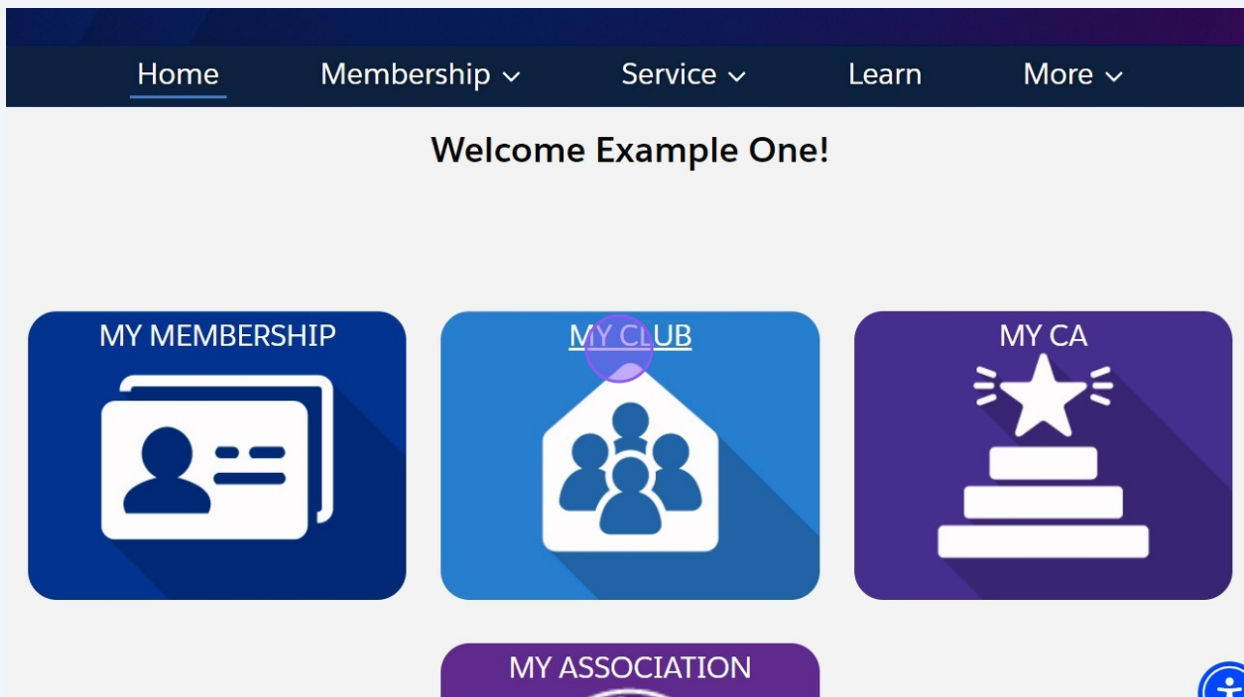 Home Membership Service Learn More
Welcome Example One!
MY MEMBERSHIP
MY CLUB
MY CA
MY ASSOCIATION